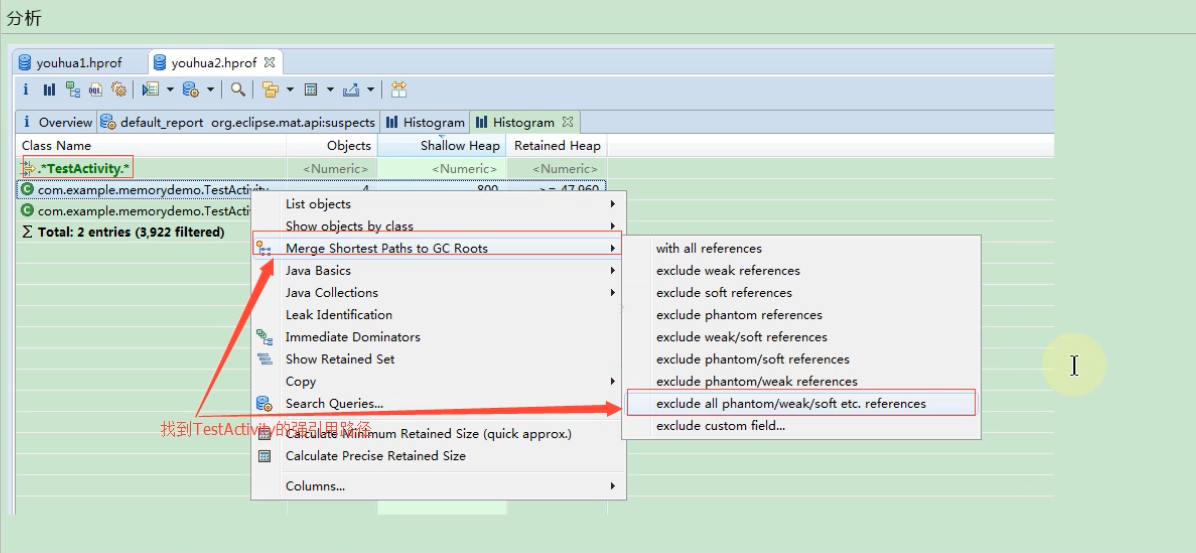 分析
youhua1.hprof youhua2.hprof
i Overview default_report org.eclipse.mat.api:suspects Histogram Histogram
Class Name Objects Shallow Heap Retained Heap
.*TestActivity.* <Numeric> <Numeric> <Numeric>
com.example.memorydemo.TestActivity 4 800 >= 47,960
com.example.memorydemo.TestActivi
Σ Total: 2 entries (3,922 filtered)
List objects
Show objects by class
Merge Shortest Paths to GC Roots
Java Basics
Java Collections
Leak Identification
Immediate Dominators
Show Retained Set
Copy
Search Queries...
Calculate Minimum Retained Size (quick approx.)
Calculate Precise Retained Size
Columns...
with all references
exclude weak references
exclude soft references
exclude phantom references
exclude weak/soft references
exclude phantom/soft references
exclude phantom/weak references
exclude all phantom/weak/soft etc. references
exclude custom field...
找到TestActivity的强引用路径